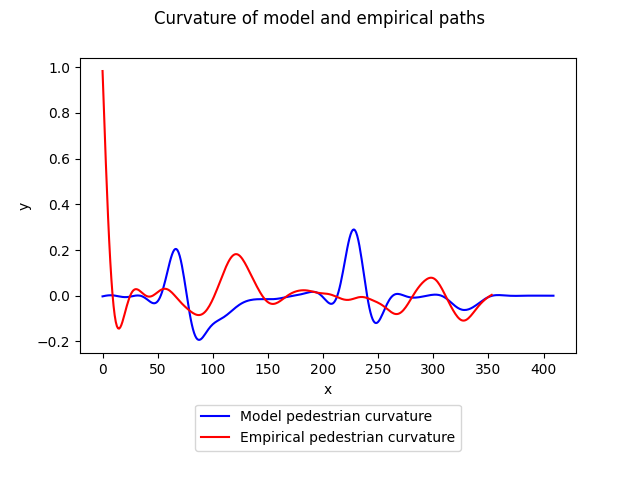 Curvature of model and empirical paths
1.0
0.8
0.6
0.4
0.2
0.0
−0.2
y
0 50 100 150 200 250 300 350 400
x
Model pedestrian curvature
Empirical pedestrian curvature